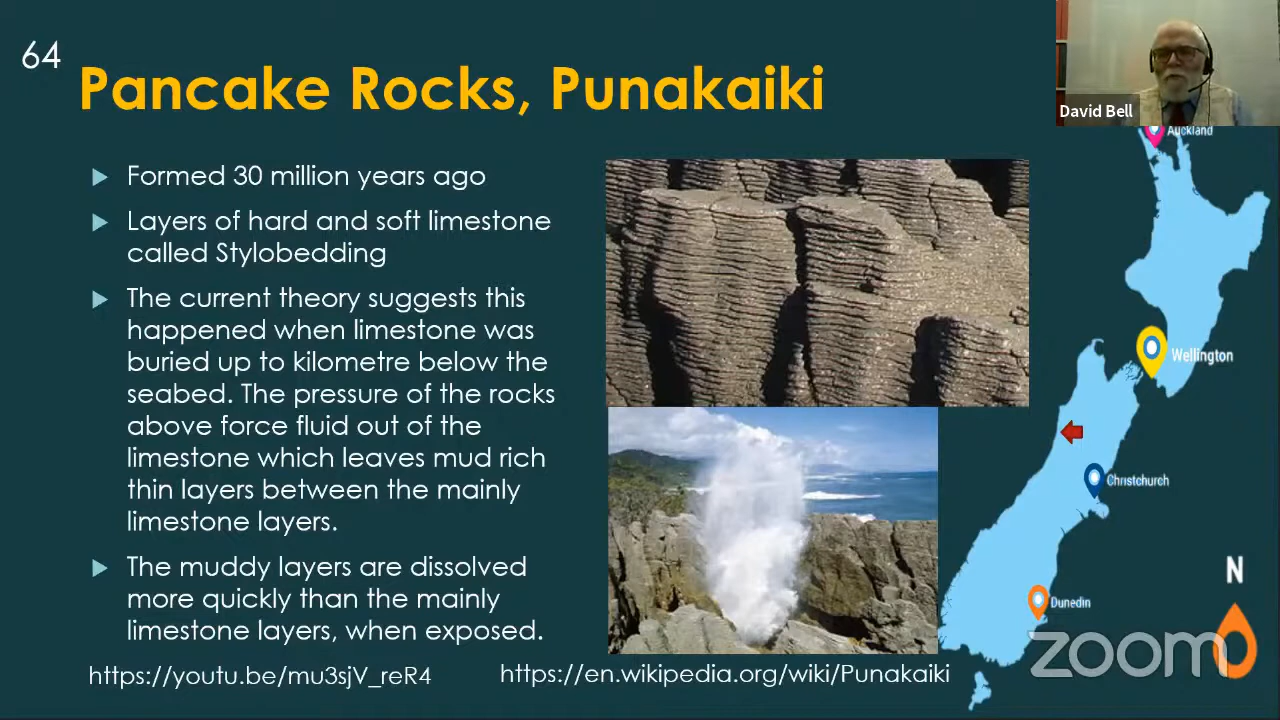 64
Pancake Rocks, Punakaiki
David Bell
Formed 30 million years ago
Layers of hard and soft limestone
called Stylobedding
The current theory suggests this
happened when limestone was
buried up to kilometre below the
seabed. The pressure of the rocks
above force fluid out of the
limestone which leaves mud rich
thin layers between the mainly
limestone layers.
The muddy layers are dissolved
more quickly than the mainly
limestone layers, when exposed.
https://youtu.be/mu3sjV_reR4
https://en.wikipedia.org/wiki/Punakaiki
Auckland
Wellington
Christchurch
N
Dunedin
zoom